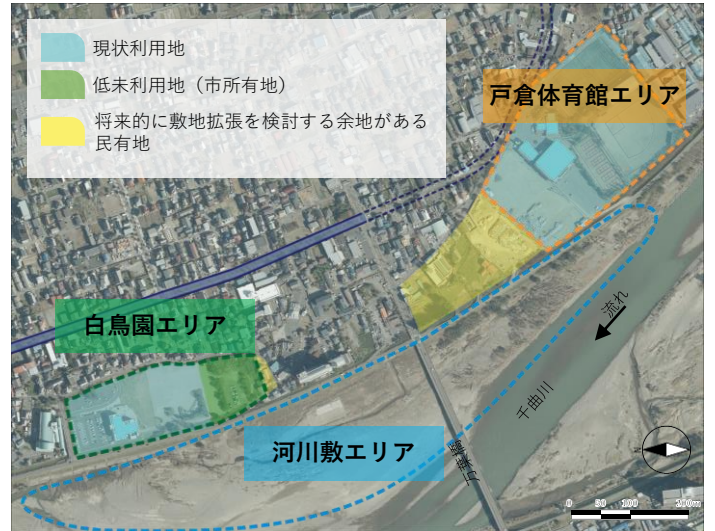 現状利用地
低未利用地（市所有地）
将来的に敷地拡張を検討する余地がある
民有地
戸倉体育館エリア
白鳥園エリア
流れ
千曲川
河川敷エリア
万葉橋
N
0 50 100 200m